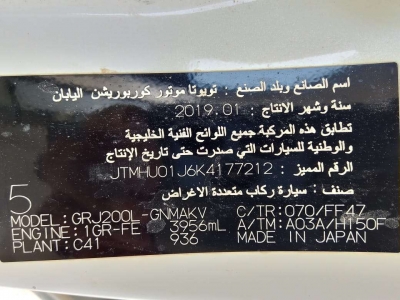 اسم الصانع وبلد الصنع : تويوتا موتور كوربوريشن اليابان
سنة وشهر الانتاج : 2019.01
تطابق هذه المركبة جميع اللوائح الفنية الخليجية
والوطنية للسيارات التي صدرت حتى تاريخ الإنتاج
الرقم المميز : JTMHU01J6K4177212
صنف : سيارة ركاب متعددة الاغراض
5
MODEL: GRJ200L-GNMAKV C/TR: 070/FF47
ENGINE: 1GR-FE 3956mL A/TM: A03A/H150F
PLANT: C41 936 MADE IN JAPAN